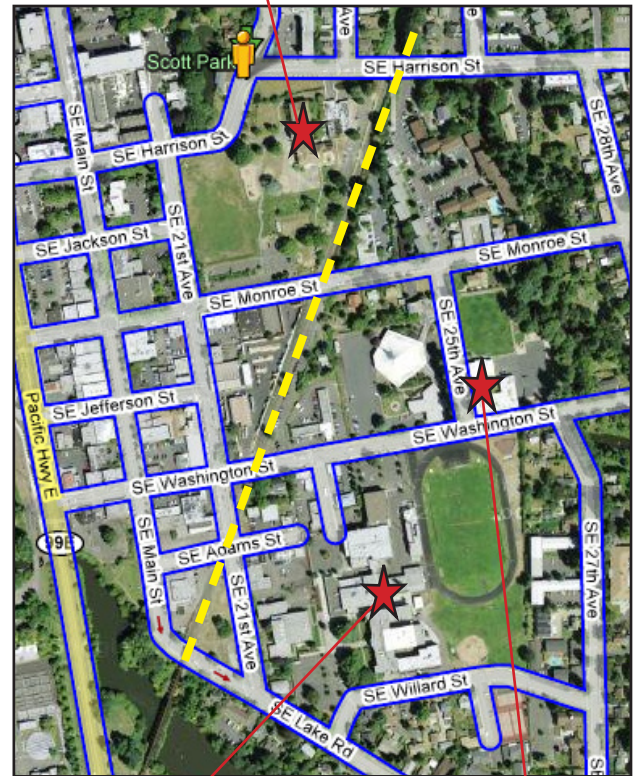 Ave
e
Scott Park
SE Harrison St
SE Main St
SE Harrison St
SE 28th Ave
SE 21st Ave
SE Jackson St
SE Monroe St
SE Monroe St
SE 25th Ave
Pacific Hwy E
SE Jefferson St
SE Washington St
SE Washington St
99E
SE Main St
SE Adams St
SE 21st Ave
SE 27th Ave
SE Willard St
SE Lake Rd
SE